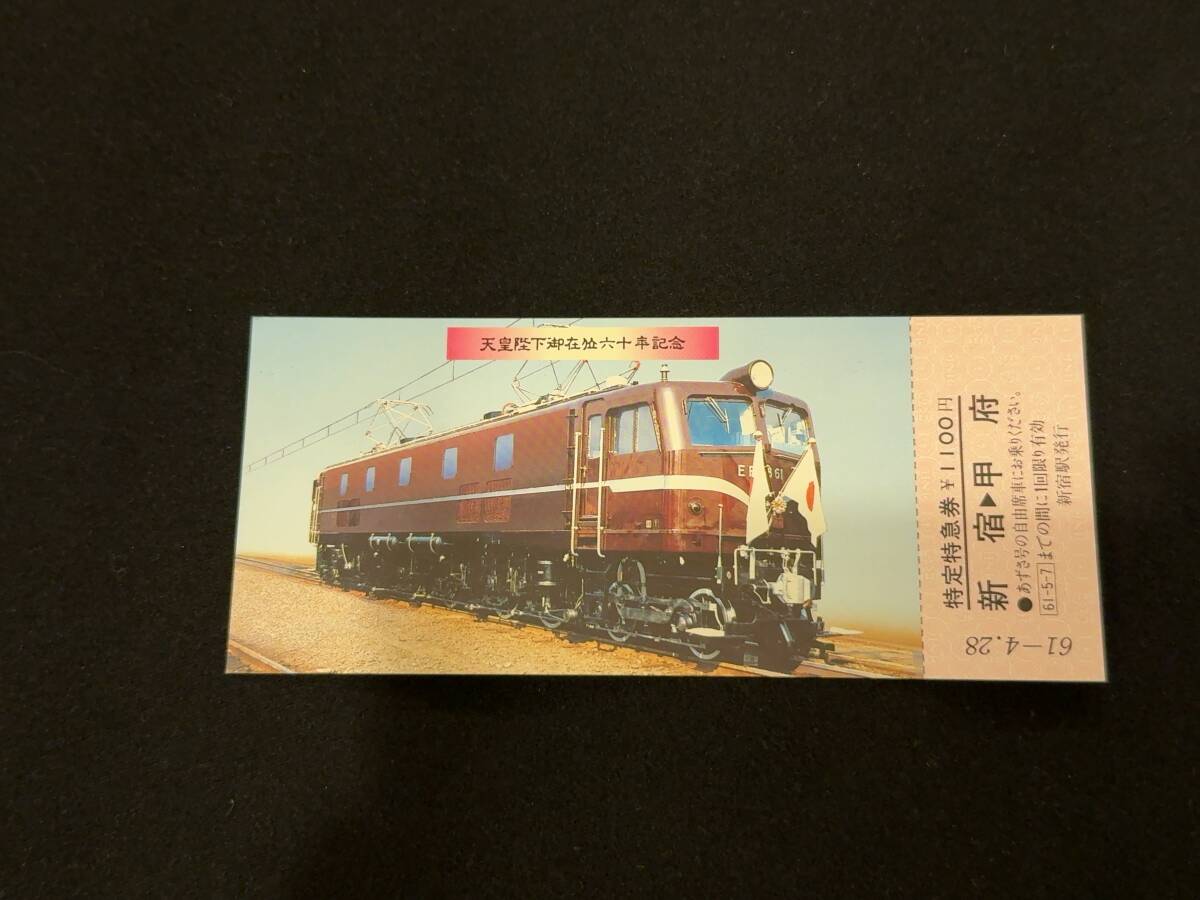 天皇陛下御在位六十年記念
61
特定特急券 ¥1100円
新宿▶甲府
●あずさ号の自由席車にお乗りください。
61-5-7までの間に1回限り有効
新宿駅発行
61-4.28